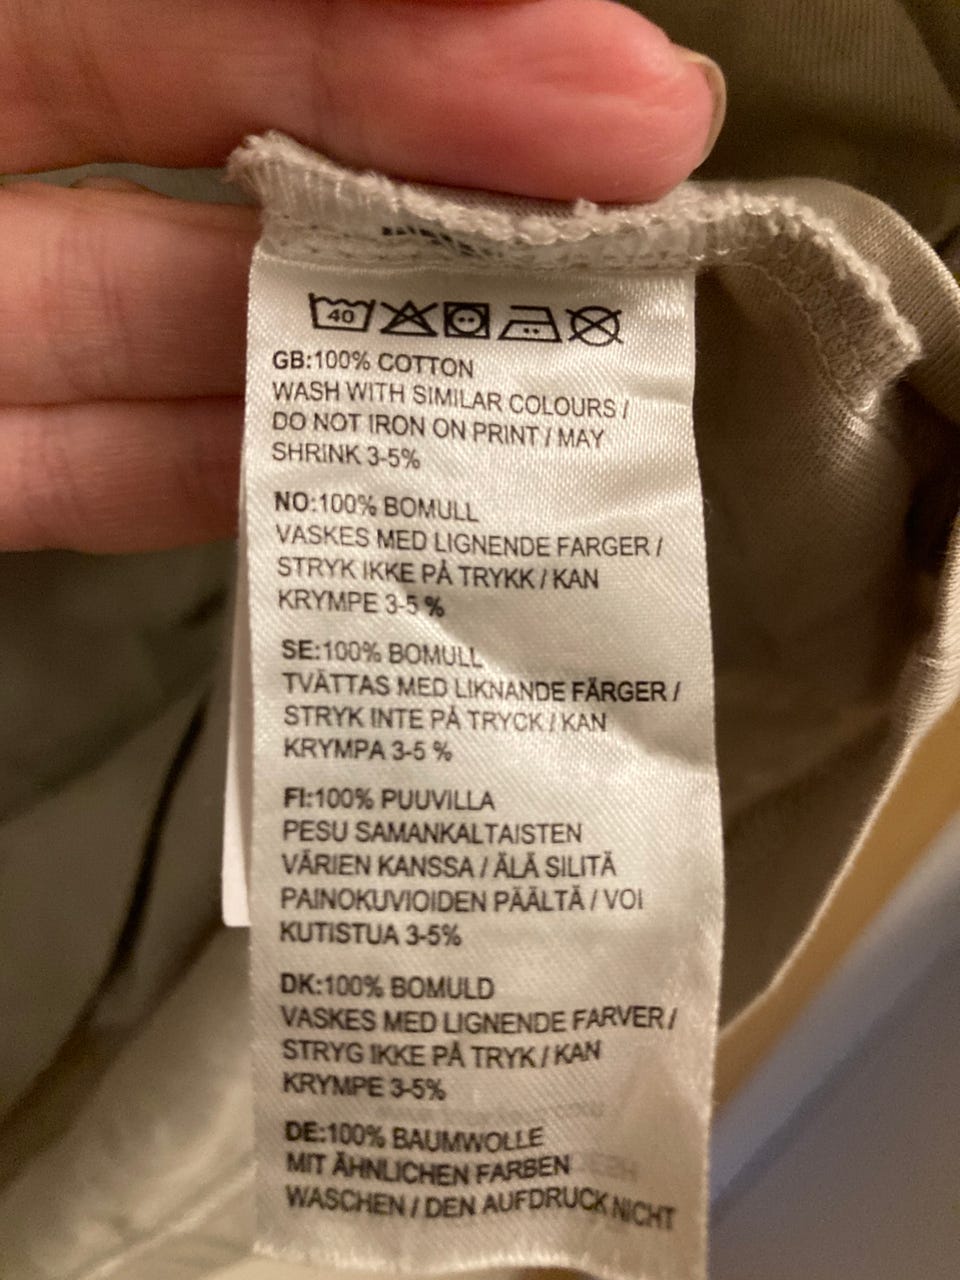 40
GB:100% COTTON
WASH WITH SIMILAR COLOURS /
DO NOT IRON ON PRINT / MAY
SHRINK 3-5%
NO:100% BOMULL
VASKES MED LIGNENDE FARGER /
STRYK IKKE PÅ TRYKK / KAN
KRYMPE 3-5 %
SE:100% BOMULL
TVÄTTAS MED LIKNANDE FÄRGER /
STRYK INTE PÅ TRYCK / KAN
KRYMPA 3-5 %
FI:100% PUUVILLA
PESU SAMANKALTAISTEN
VÄRIEN KANSSA / ÄLÄ SILITÄ
PAINOKUVIOIDEN PÄÄLTÄ / VOI
KUTISTUA 3-5%
DK:100% BOMULD
VASKES MED LIGNENDE FARVER /
STRYG IKKE PÅ TRYK / KAN
KRYMPE 3-5%
DE:100% BAUMWOLLE
MIT ÄHNLICHEN FARBEN
WASCHEN / DEN AUFDRUCK NICHT